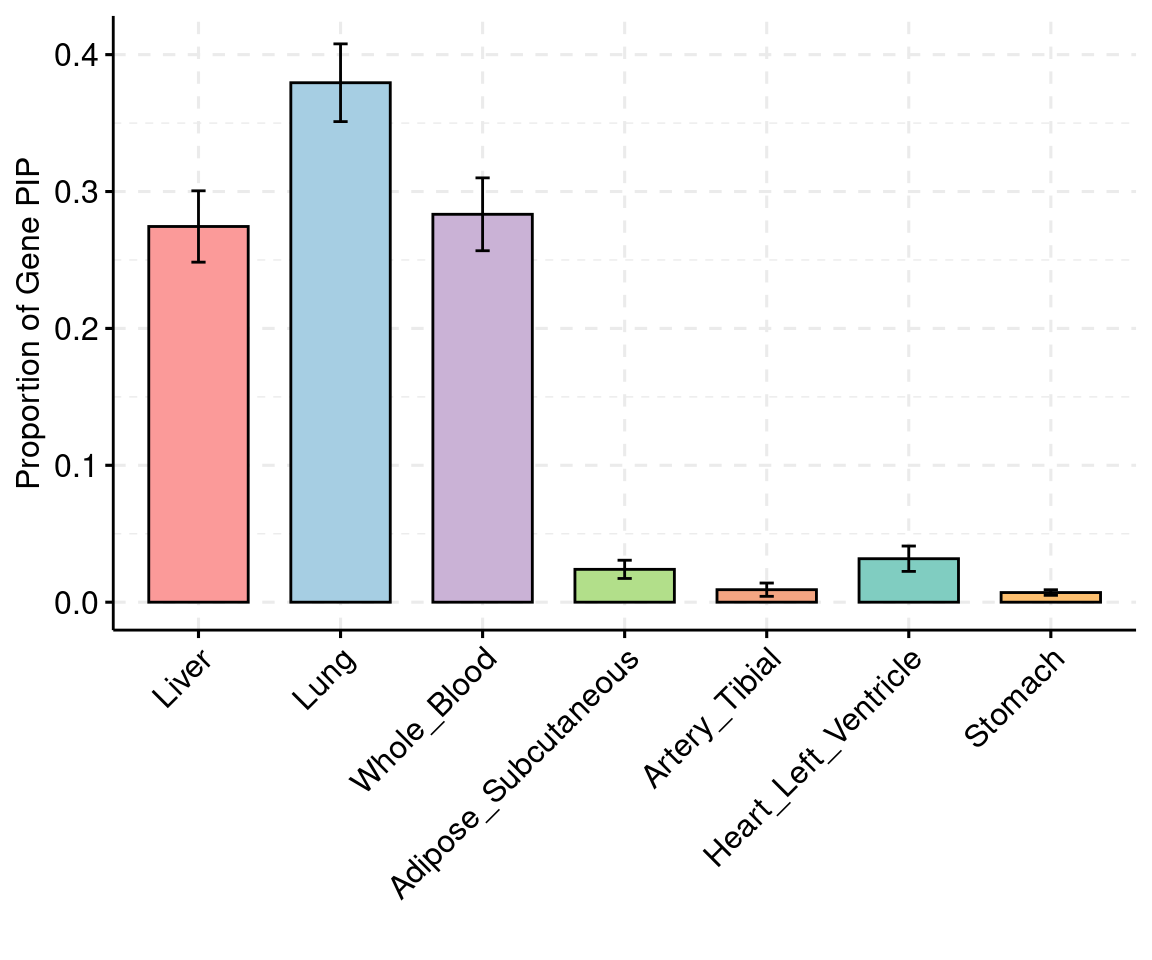 Proportion of Gene PIP
0.4
0.3
0.2
0.1
0.0
Liver
Lung
Whole_Blood
Adipose_Subcutaneous
Artery_Tibial
Heart_Left_Ventricle
Stomach